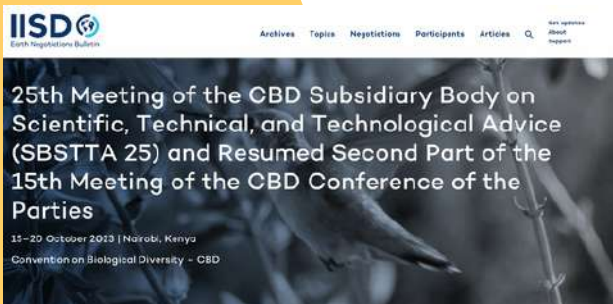 IISD
Earth Negotiations Bulletin
Archives Topics Negotiations Participants Articles
Get updates
About
Support
25th Meeting of the CBD Subsidiary Body on
Scientific, Technical, and Technological Advice
(SBSTTA 25) and Resumed Second Part of the
15th Meeting of the CBD Conference of the
Parties
15–20 October 2023 | Nairobi, Kenya
Convention on Biological Diversity – CBD